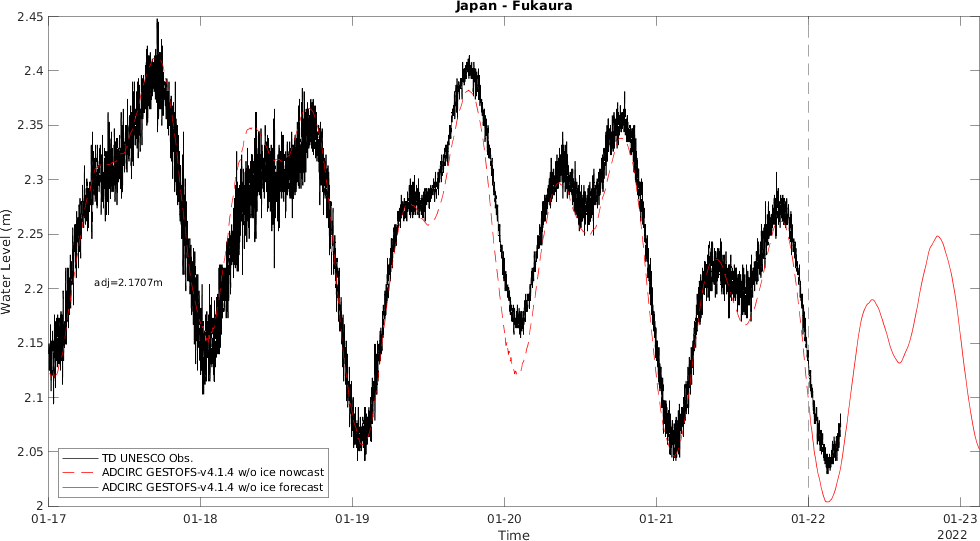 Japan - Fukaura
2.45
2.4
2.35
2.3
2.25
2.2
2.15
2.1
2.05
2
Water Level (m)
adj=2.1707m
TD UNESCO Obs.
ADCIRC GESTOFS-v4.1.4 w/o ice nowcast
ADCIRC GESTOFS-v4.1.4 w/o ice forecast
01-17
01-18
01-19
01-20
01-21
01-22
01-23
Time
2022